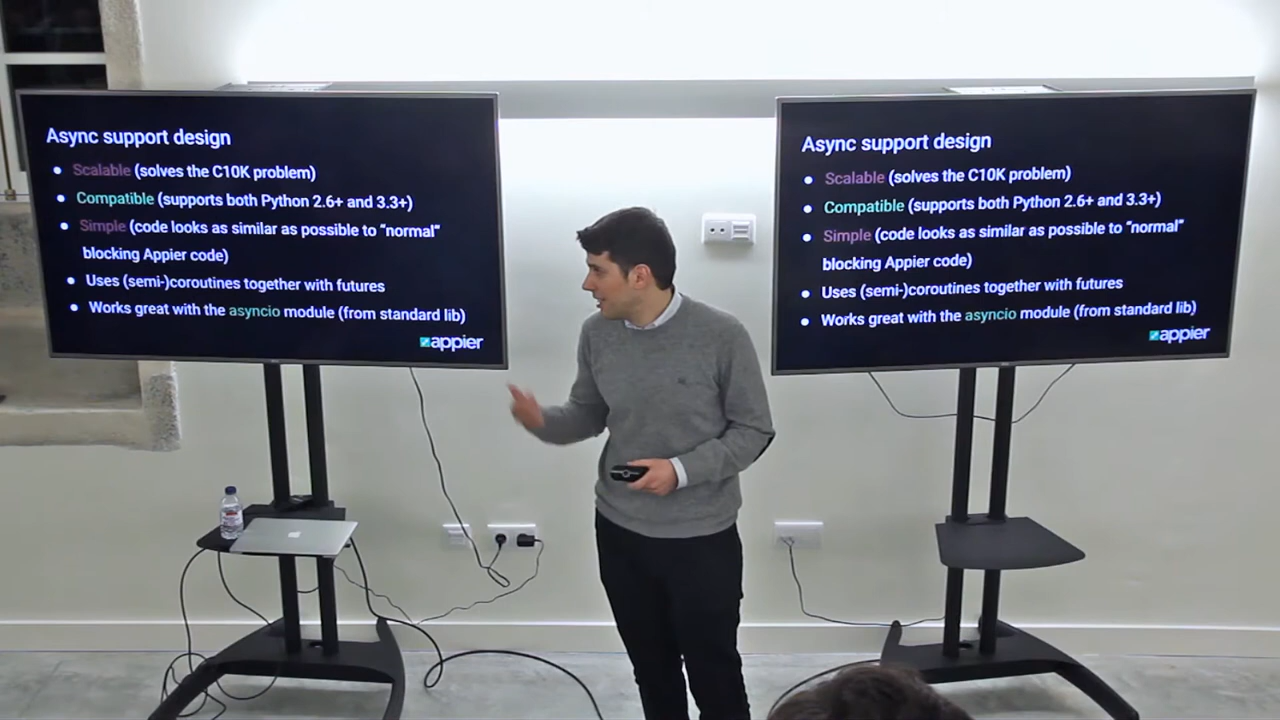 Async support design
Scalable (solves the C10K problem)
Compatible (supports both Python 2.6+ and 3.3+)
Simple (code looks as similar as possible to “normal”
blocking Appier code)
Uses (semi-)coroutines together with futures
Works great with the asyncio module (from standard lib)
appier
Async support design
Scalable (solves the C10K problem)
Compatible (supports both Python 2.6+ and 3.3+)
Simple (code looks as similar as possible to “normal”
blocking Appier code)
Uses (semi-)coroutines together with futures
Works great with the asyncio module (from standard lib)
appier